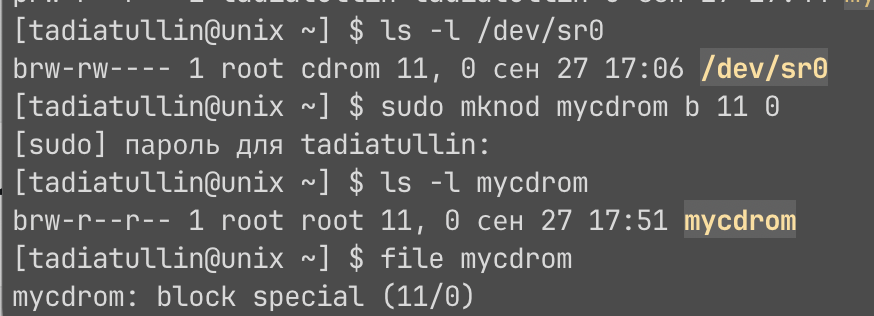 [tadiatullin@unix ~] $ ls -l /dev/sr0
brw-rw---- 1 root cdrom 11, 0 сен 27 17:06 /dev/sr0
[tadiatullin@unix ~] $ sudo mknod mycdrom b 11 0
[sudo] пароль для tadiatullin:
[tadiatullin@unix ~] $ ls -l mycdrom
brw-r--r-- 1 root root 11, 0 сен 27 17:51 mycdrom
[tadiatullin@unix ~] $ file mycdrom
mycdrom: block special (11/0)